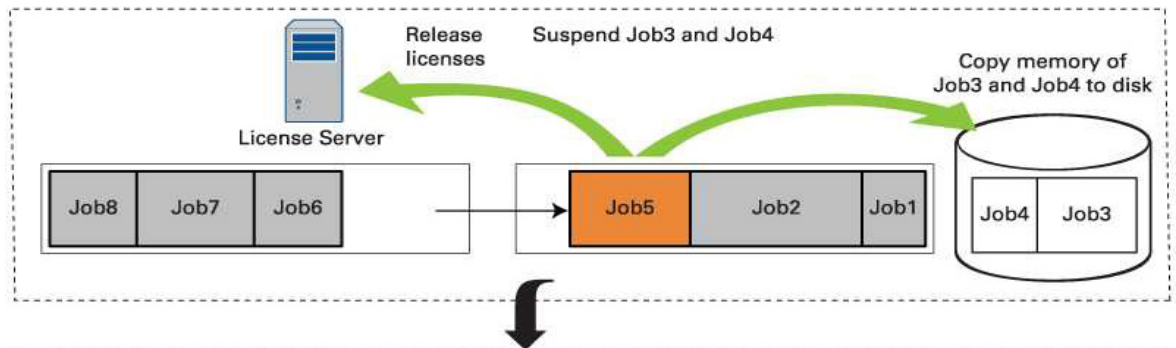 Release
licenses
Suspend Job3 and Job4
Copy memory of
Job3 and Job4 to disk
License Server
Job8
Job7
Job6
Job5
Job2
Job1
Job4
Job3